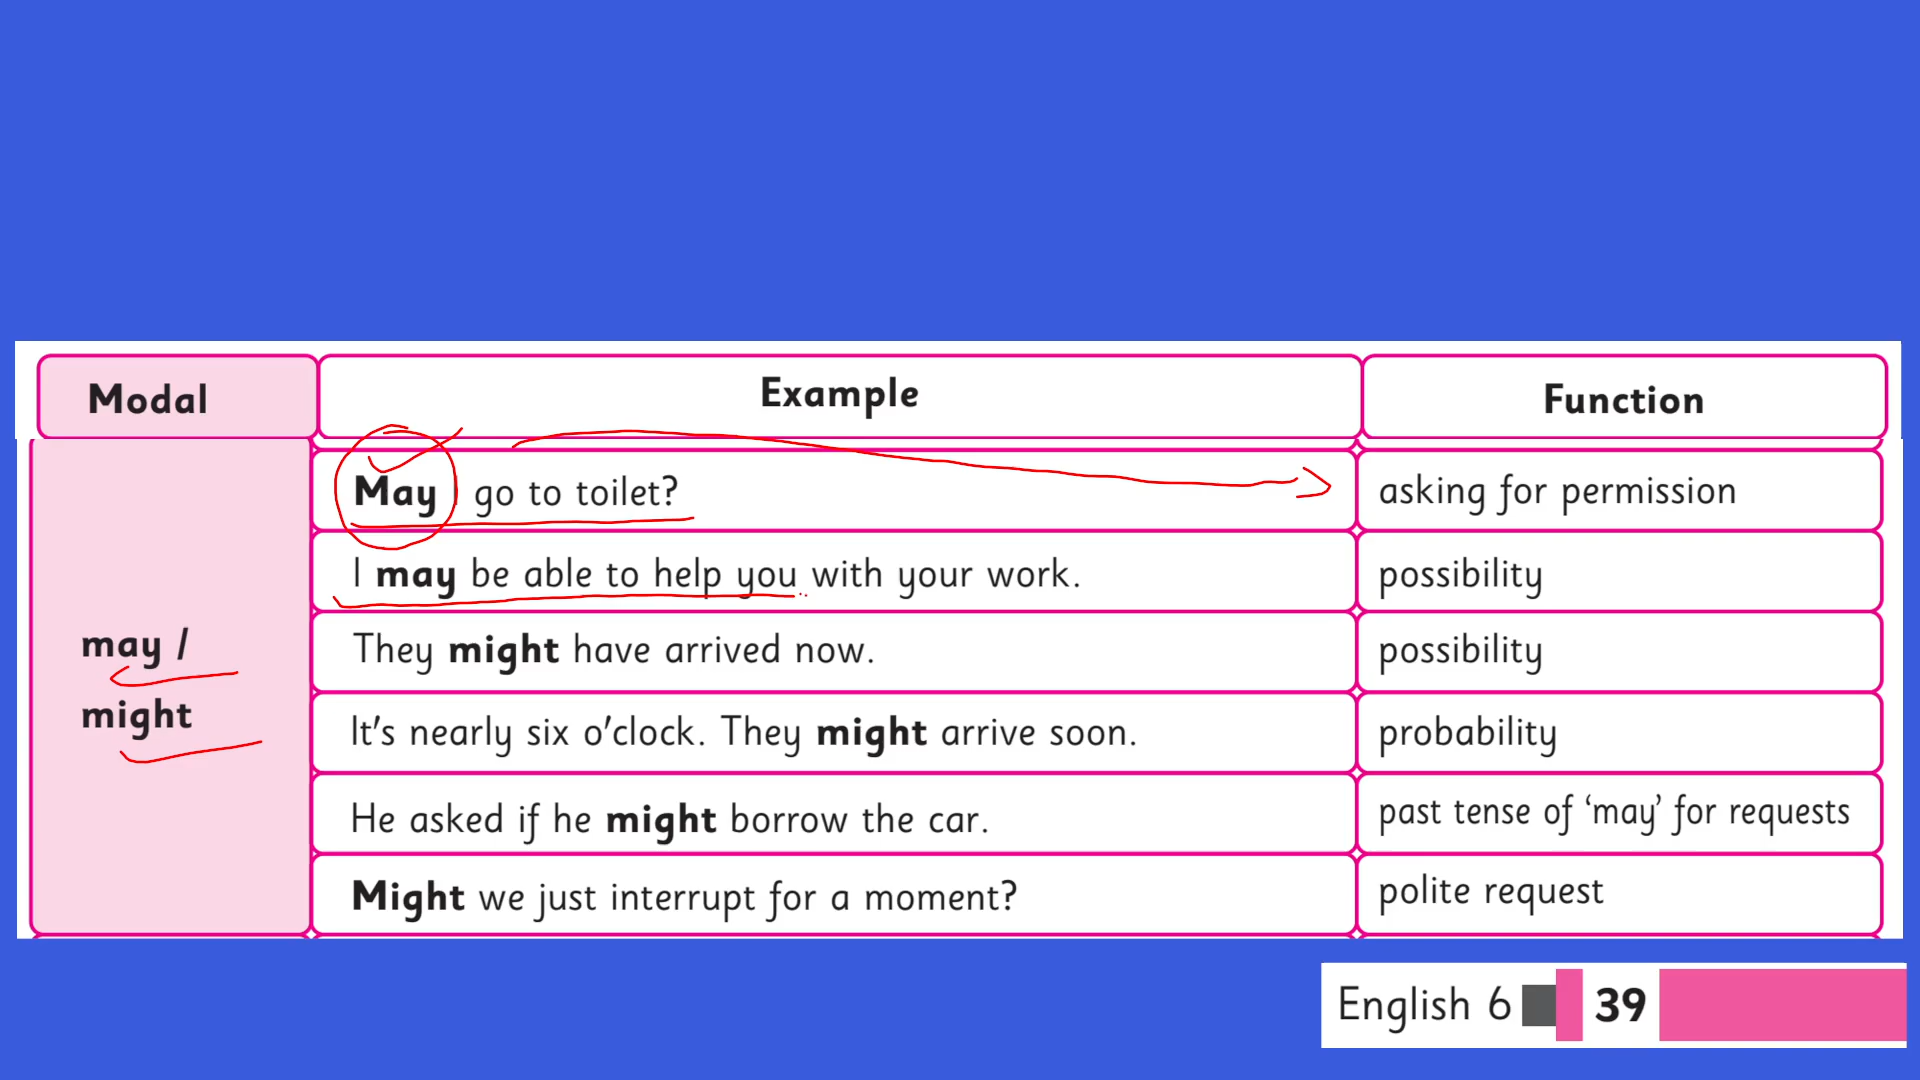 Modal Example Function
May go to toilet? asking for permission
I may be able to help you with your work. possibility
may / They might have arrived now. possibility
might It's nearly six o'clock. They might arrive soon. probability
He asked if he might borrow the car. past tense of ‘may’ for requests
Might we just interrupt for a moment? polite request
English 6 39